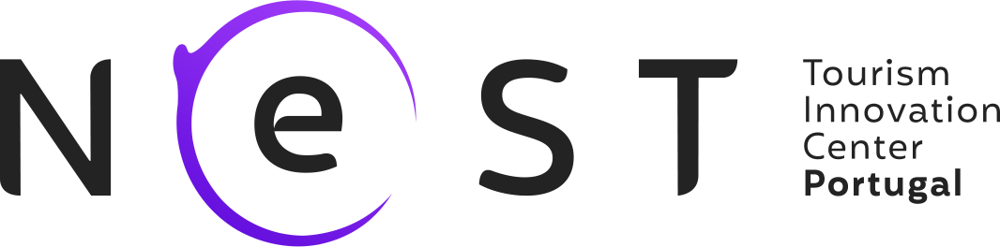 NeST
Tourism
Innovation
Center
Portugal